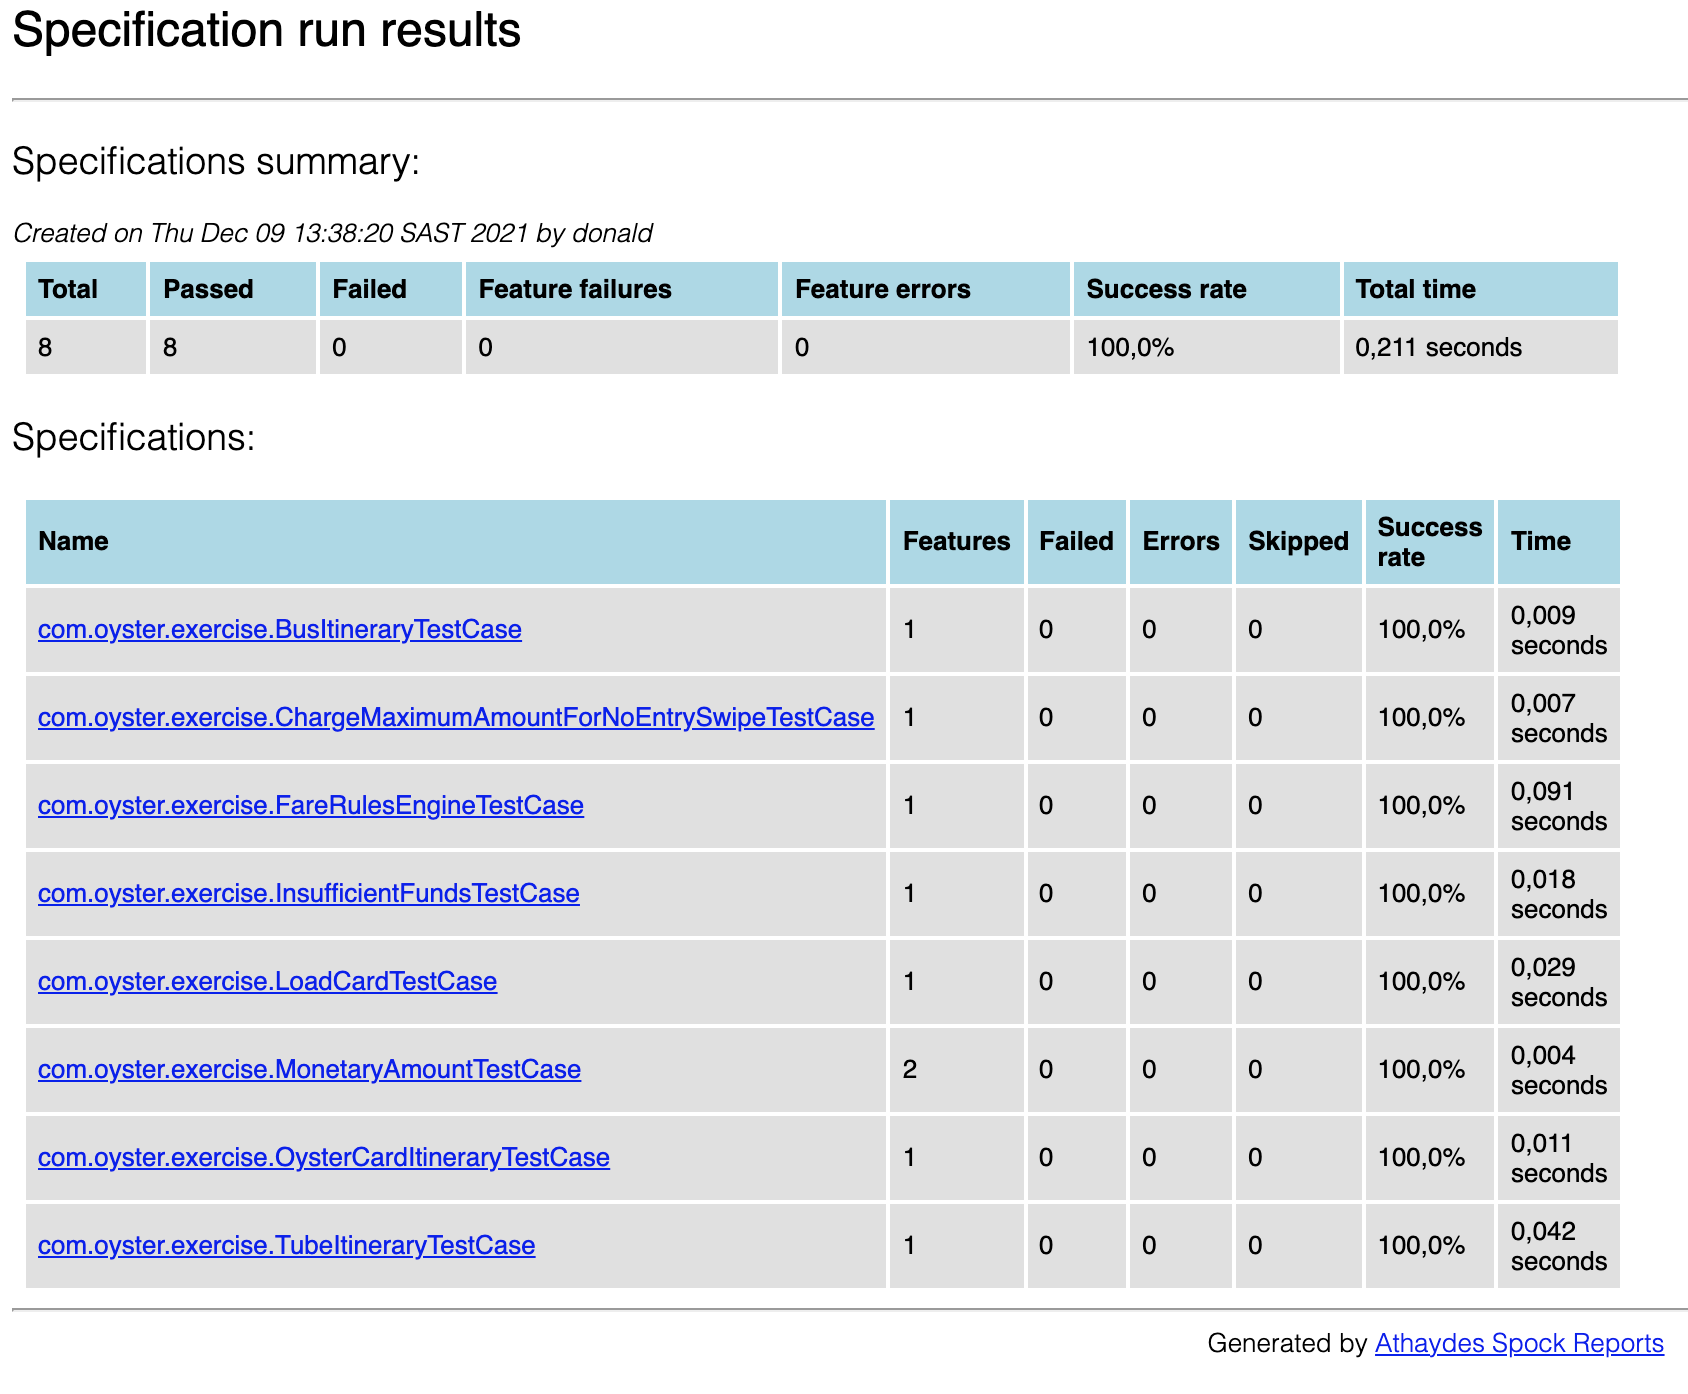 Specification run results
Specifications summary:
Created on Thu Dec 09 13:38:20 SAST 2021 by donald
Total Passed Failed Feature failures Feature errors Success rate Total time
8 8 0 0 0 100,0% 0,211 seconds
Specifications:
Name Features Failed Errors Skipped Success rate Time
com.oyster.exercise.BusItineraryTestCase 1 0 0 0 100,0% 0,009 seconds
com.oyster.exercise.ChargeMaximumAmountForNoEntrySwipeTestCase 1 0 0 0 100,0% 0,007 seconds
com.oyster.exercise.FareRulesEngineTestCase 1 0 0 0 100,0% 0,091 seconds
com.oyster.exercise.InsufficientFundsTestCase 1 0 0 0 100,0% 0,018 seconds
com.oyster.exercise.LoadCardTestCase 1 0 0 0 100,0% 0,029 seconds
com.oyster.exercise.MonetaryAmountTestCase 2 0 0 0 100,0% 0,004 seconds
com.oyster.exercise.OysterCardItineraryTestCase 1 0 0 0 100,0% 0,011 seconds
com.oyster.exercise.TubeItineraryTestCase 1 0 0 0 100,0% 0,042 seconds
Generated by Athaydes Spock Reports